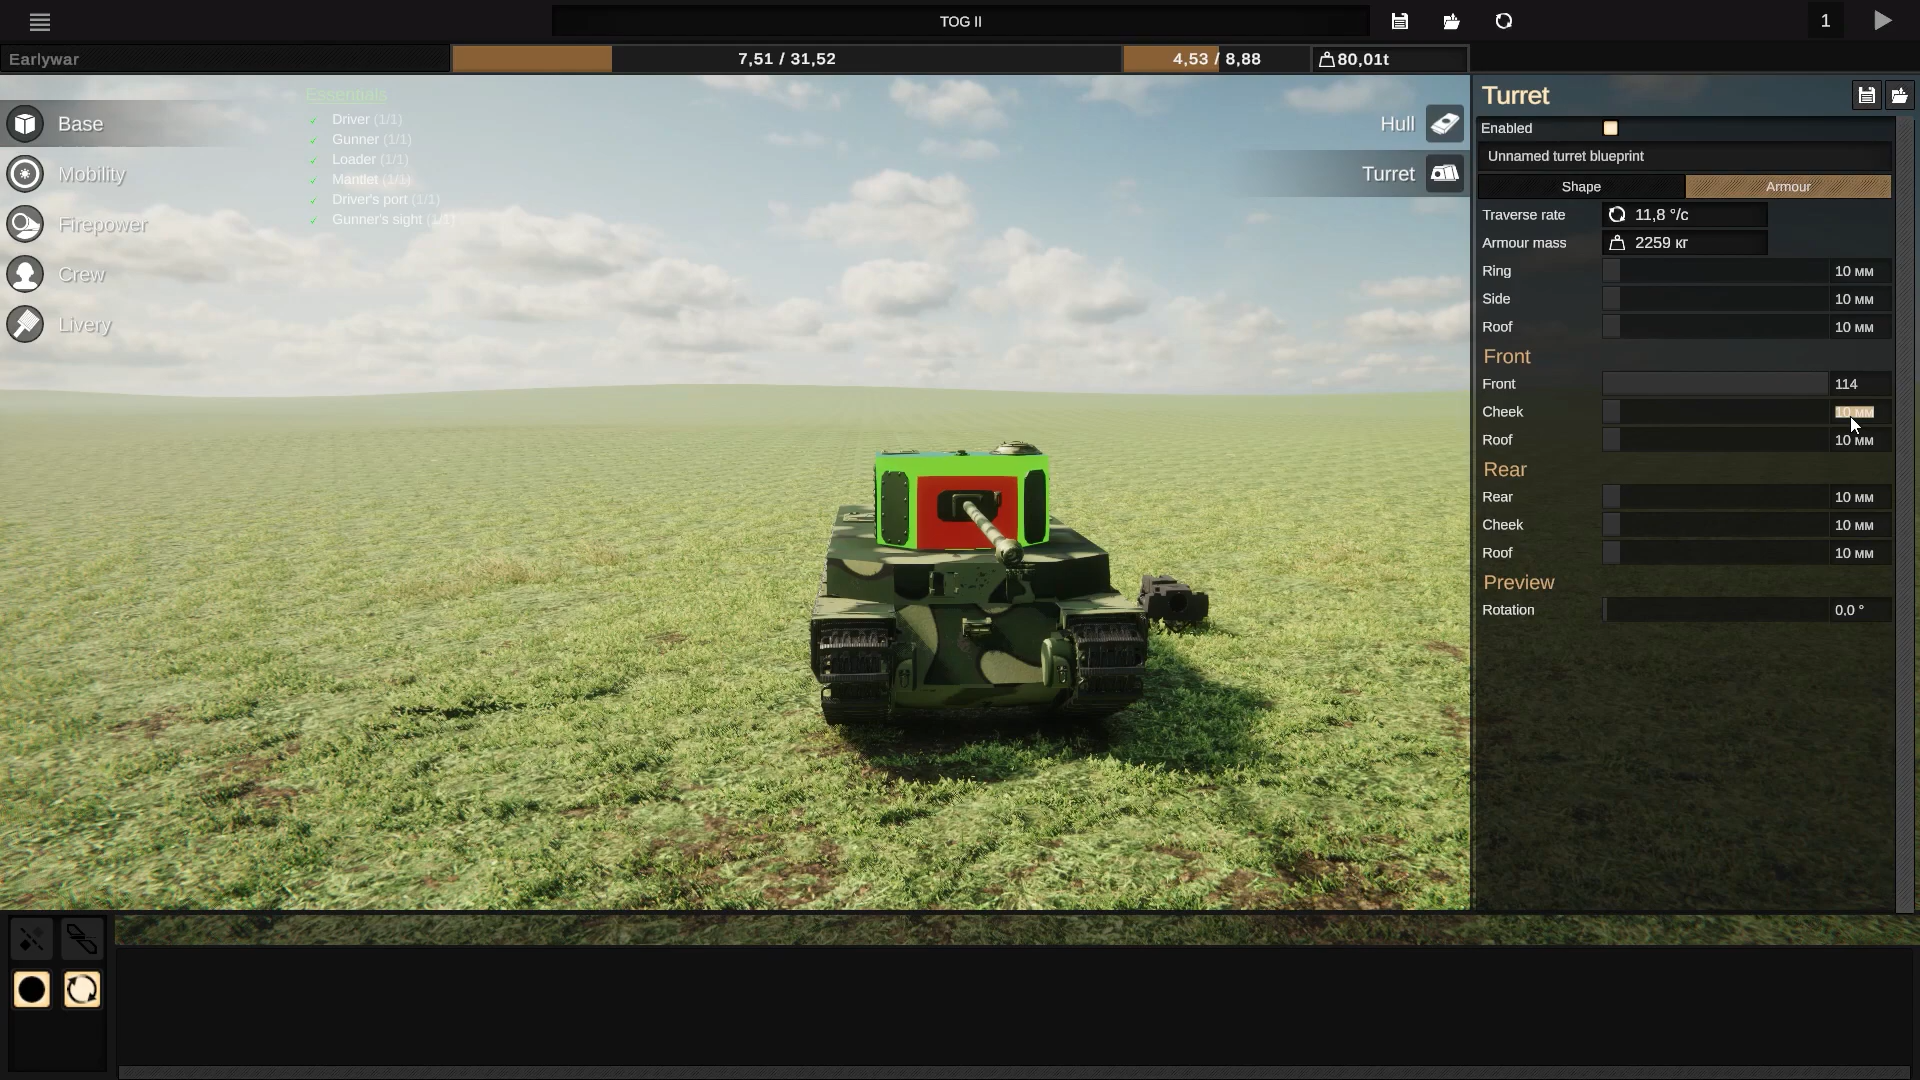 TOG II
1
Earlywar
7,51 / 31,52
4,53 / 8,88
80,01t
Essentials
Driver (1/1)
Gunner (1/1)
Loader (1/1)
Mantlet (1/1)
Driver's port (1/1)
Gunner's sight (1/1)
Base
Mobility
Firepower
Crew
Livery
Hull
Turret
Turret
Enabled
Unnamed turret blueprint
Shape
Armour
Traverse rate 11,8 °/с
Armour mass 2259 кг
Ring 10 мм
Side 10 мм
Roof 10 мм
Front
Front 114
Cheek 10 мм
Roof 10 мм
Rear
Rear 10 мм
Cheek 10 мм
Roof 10 мм
Preview
Rotation 0,0 °